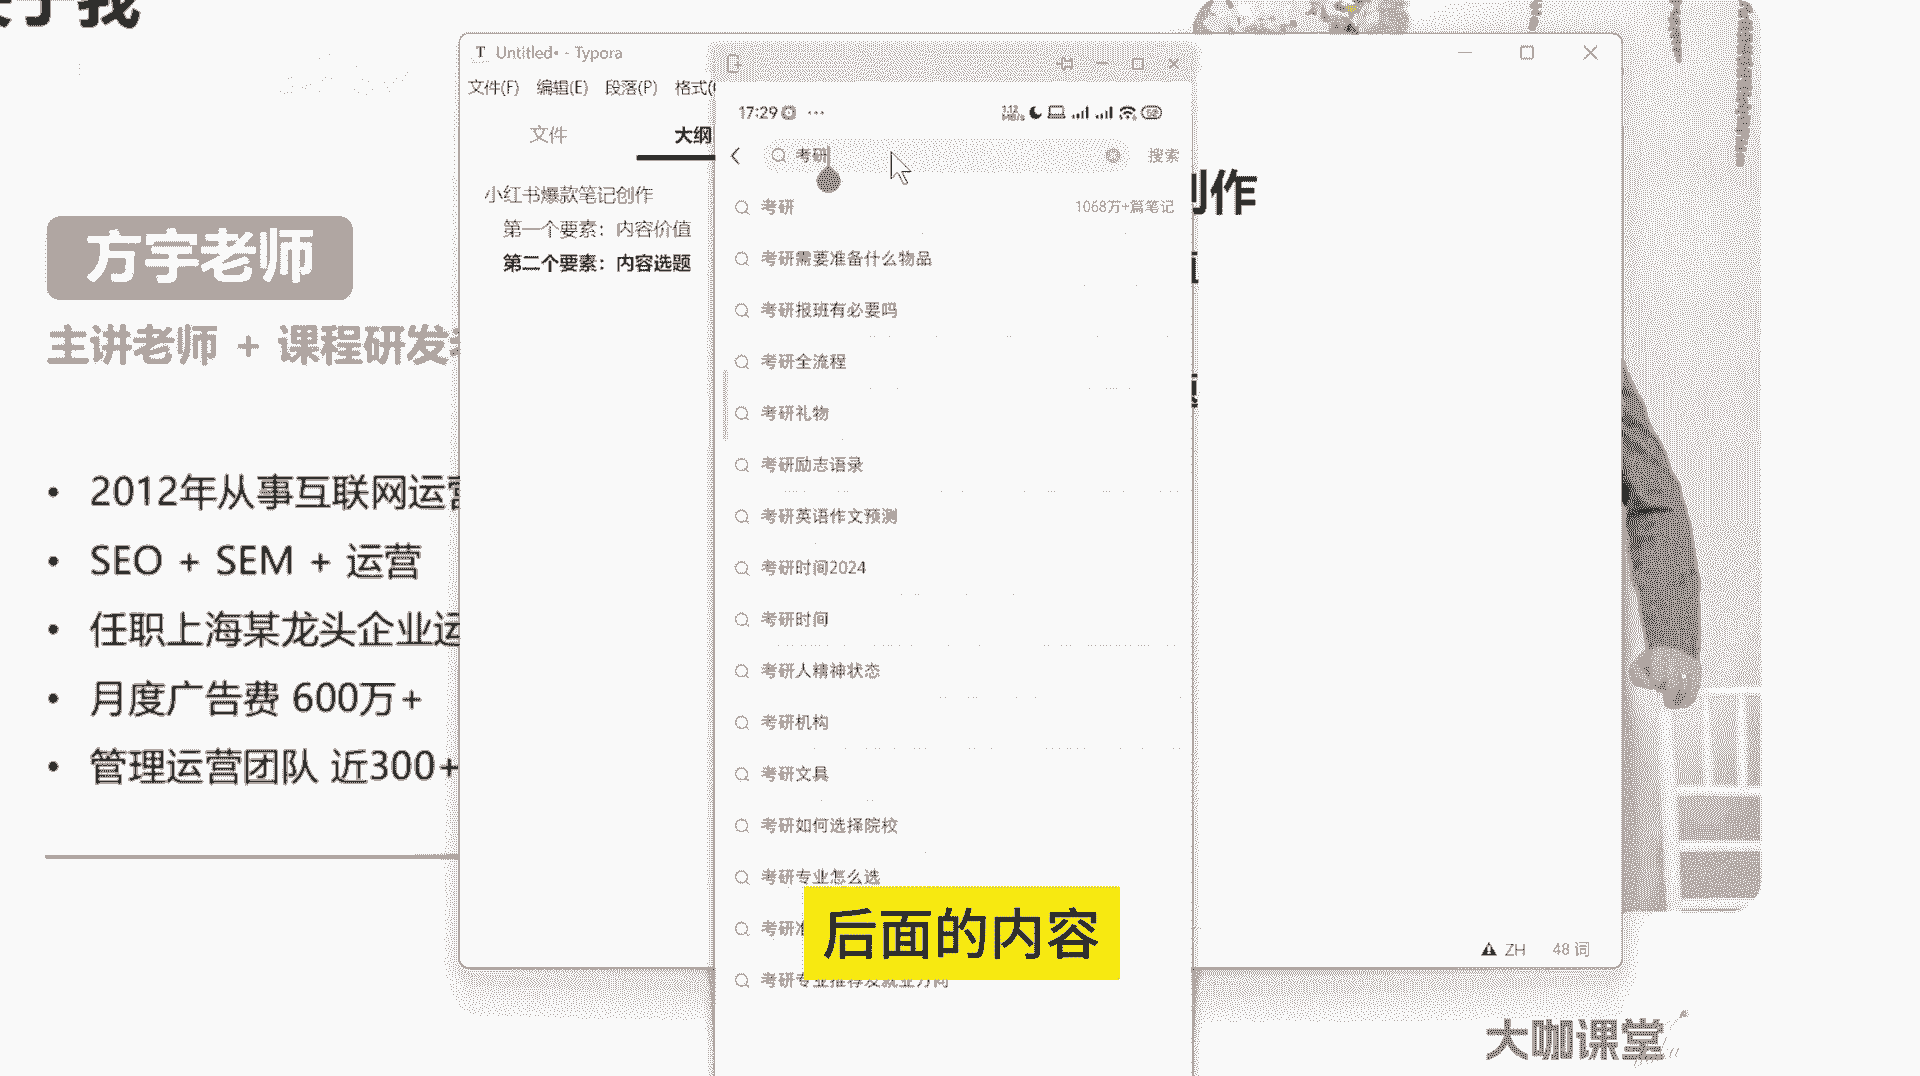 方宇老师
主讲老师 + 课程研发
2012年从事互联网运营
SEO + SEM + 运营
任职上海某龙头企业运
月度广告费 600万+
管理运营团队 近300+
Untitled• - Typora
文件(F) 编辑(E) 段落(P) 格式(
文件 大纲
小红书爆款笔记创作
第一个要素：内容价值
第二个要素：内容选题
17:29
考研 搜索
考研 1068万+篇笔记
考研需要准备什么物品
考研报班有必要吗
考研全流程
考研礼物
考研励志语录
考研英语作文预测
考研时间2024
考研时间
考研人精神状态
考研机构
考研文具
考研如何选择院校
考研专业怎么选
考研
考研专业推荐及就业方向
后面的内容
创作
ZH 48 词
大咖课堂